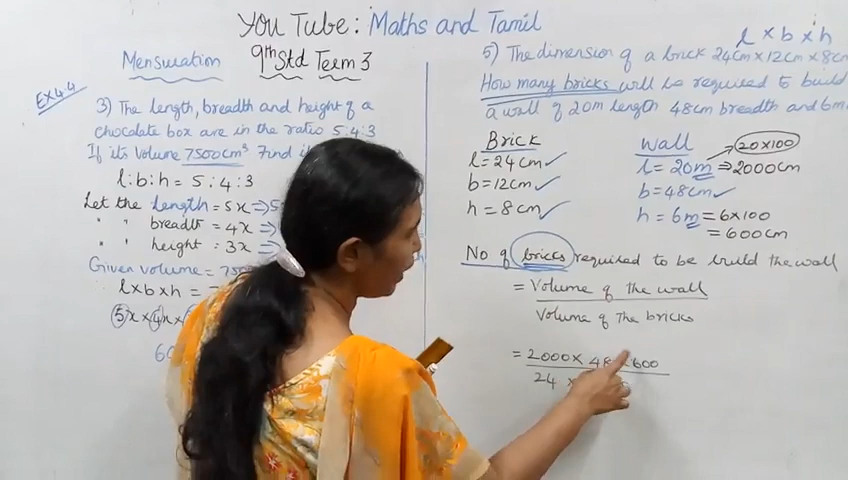 You Tube: Maths and Tamil
9th Std Term 3
Mensuration
Ex 4.4
3) The length, breadth and height of a
chocolate box are in the ratio 5:4:3
If its volume 7500cm³ Find
l:b:h = 5:4:3
Let the length = 5x ⇒
" " breadth = 4x ⇒
" " height = 3x ⇒
Given volume =
l×b×h =
5x × 4x ×
60
l × b × h
5) The dimension of a brick 24cm×12cm×8cm
How many bricks will be required to build
a wall of 20m length 48cm breadth and 6m
Brick
l = 24cm ✓
b = 12cm ✓
h = 8cm ✓
wall
20×100
l = 20m ⇒ 2000cm
b = 48cm ✓
h = 6m = 6×100
= 600cm
No of bricks required to be build the wall
= Volume of the wall
Volume of the bricks
= 2000 × 48 600
24 ×